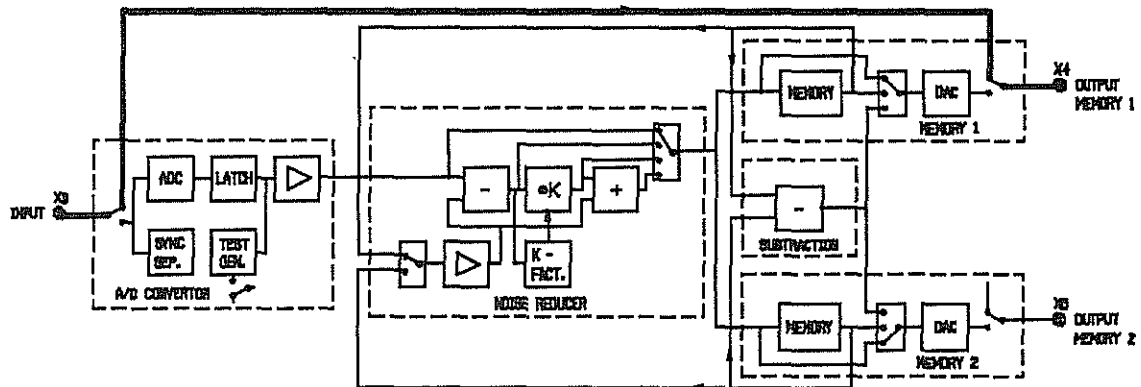 X3
INPUT
ADC
LATCH
SYNC
SEP.
TEST
GEN.
A/D CONVERTOR
-
*K
+
K -
FACT.
NOISE REDUCER
MEMORY
DAC
MEMORY 1
X4
OUTPUT
MEMORY 1
-
SUBTRACTION
MEMORY
DAC
MEMORY 2
OUTPUT
MEMORY 2